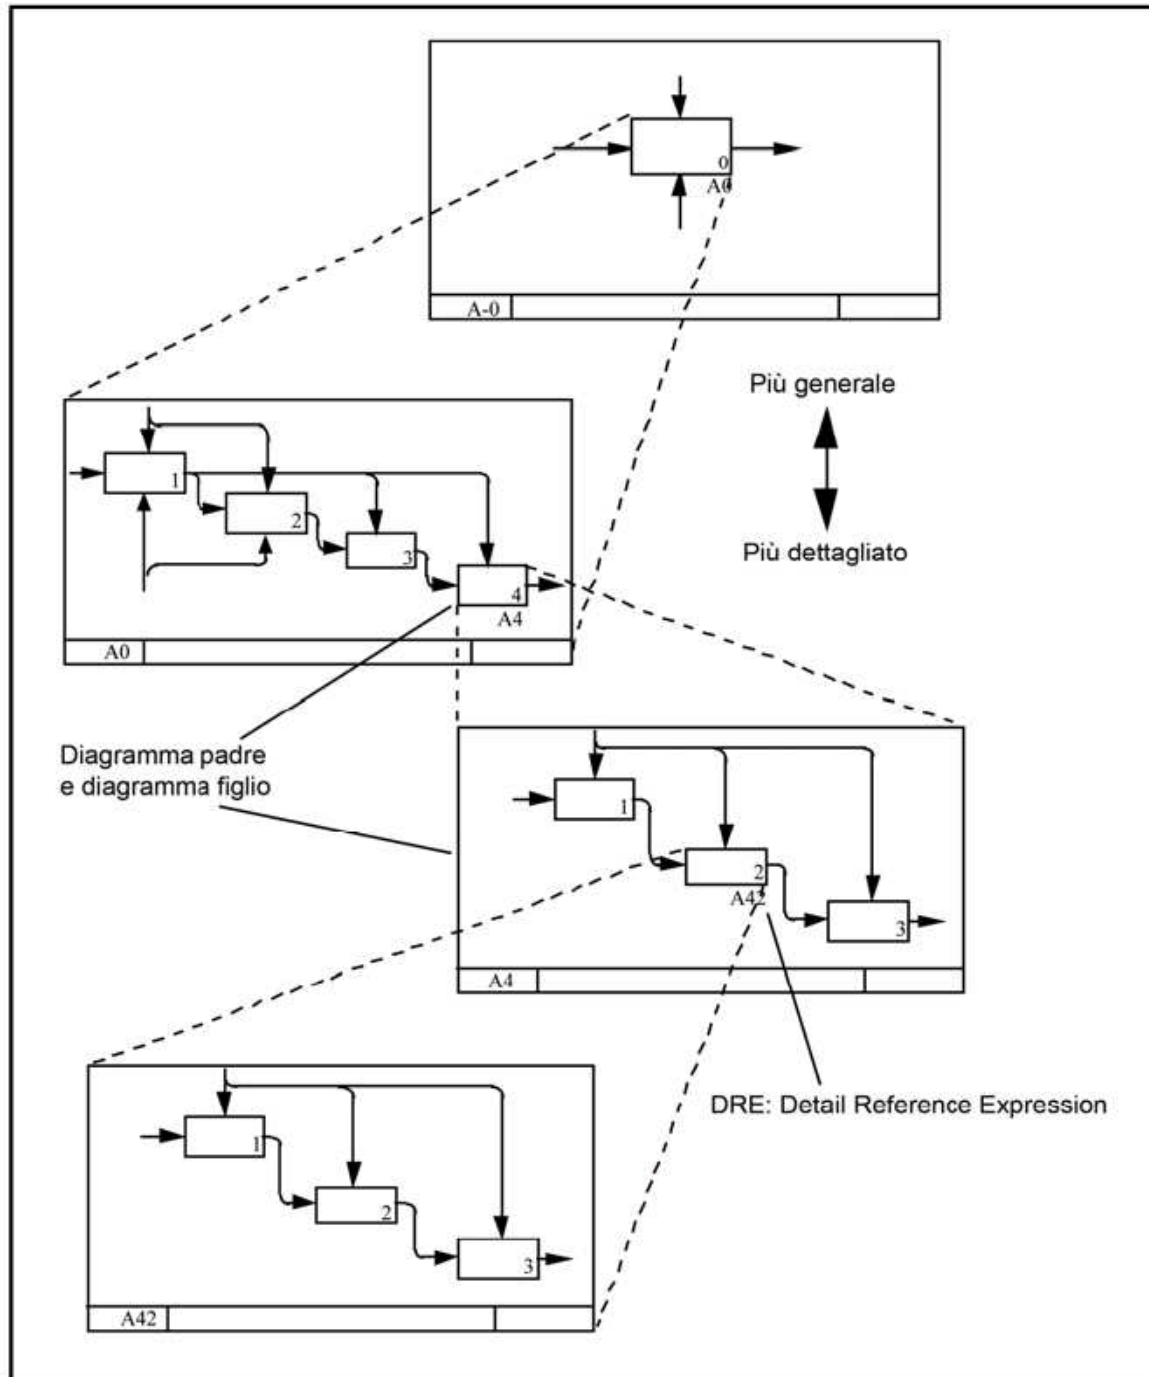 0
A0
A-0
Più generale
Più dettagliato
1
2
3
4
A4
A0
Diagramma padre
e diagramma figlio
1
2
A42
3
A4
DRE: Detail Reference Expression
1
2
3
A42